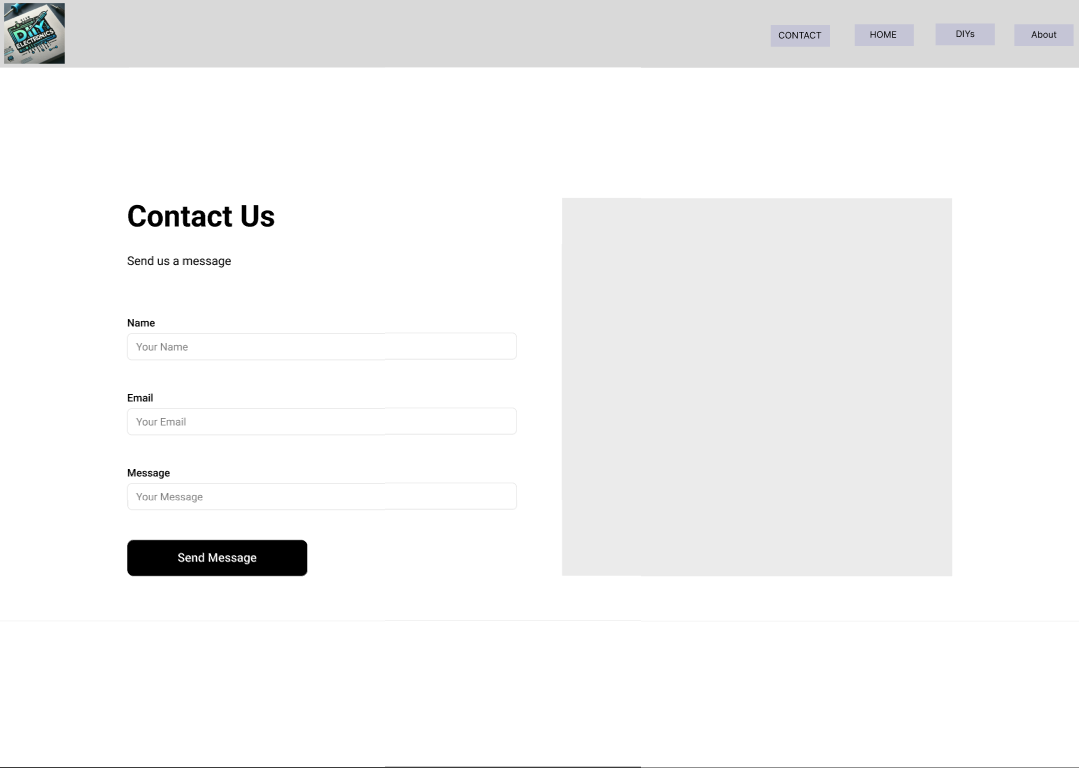 DIIY
ELECTRONICS
CONTACT
HOME
DIYs
About
Contact Us
Send us a message
Name
Your Name
Email
Your Email
Message
Your Message
Send Message